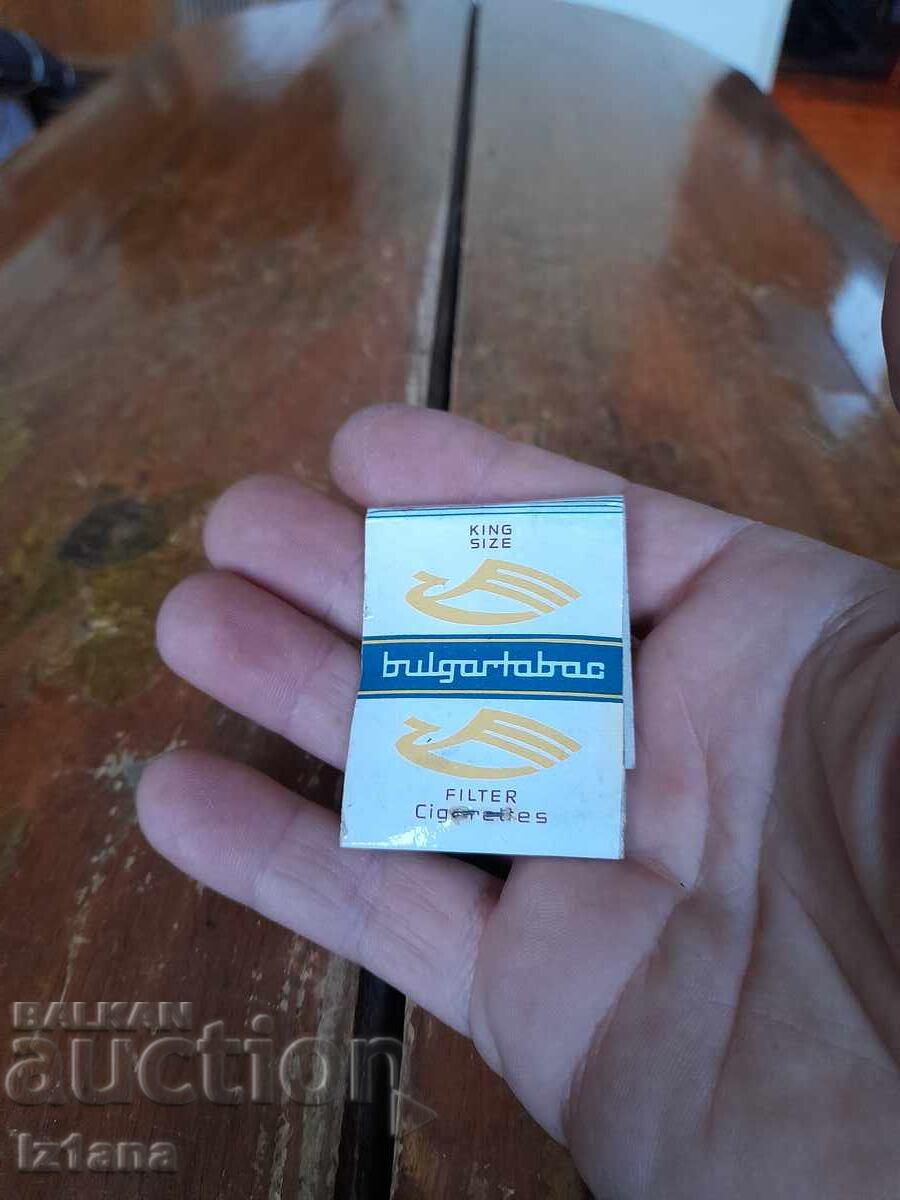 KING
SIZE
bulgartabac
FILTER
Cigarettes
BALKAN
auction
Iz1ana